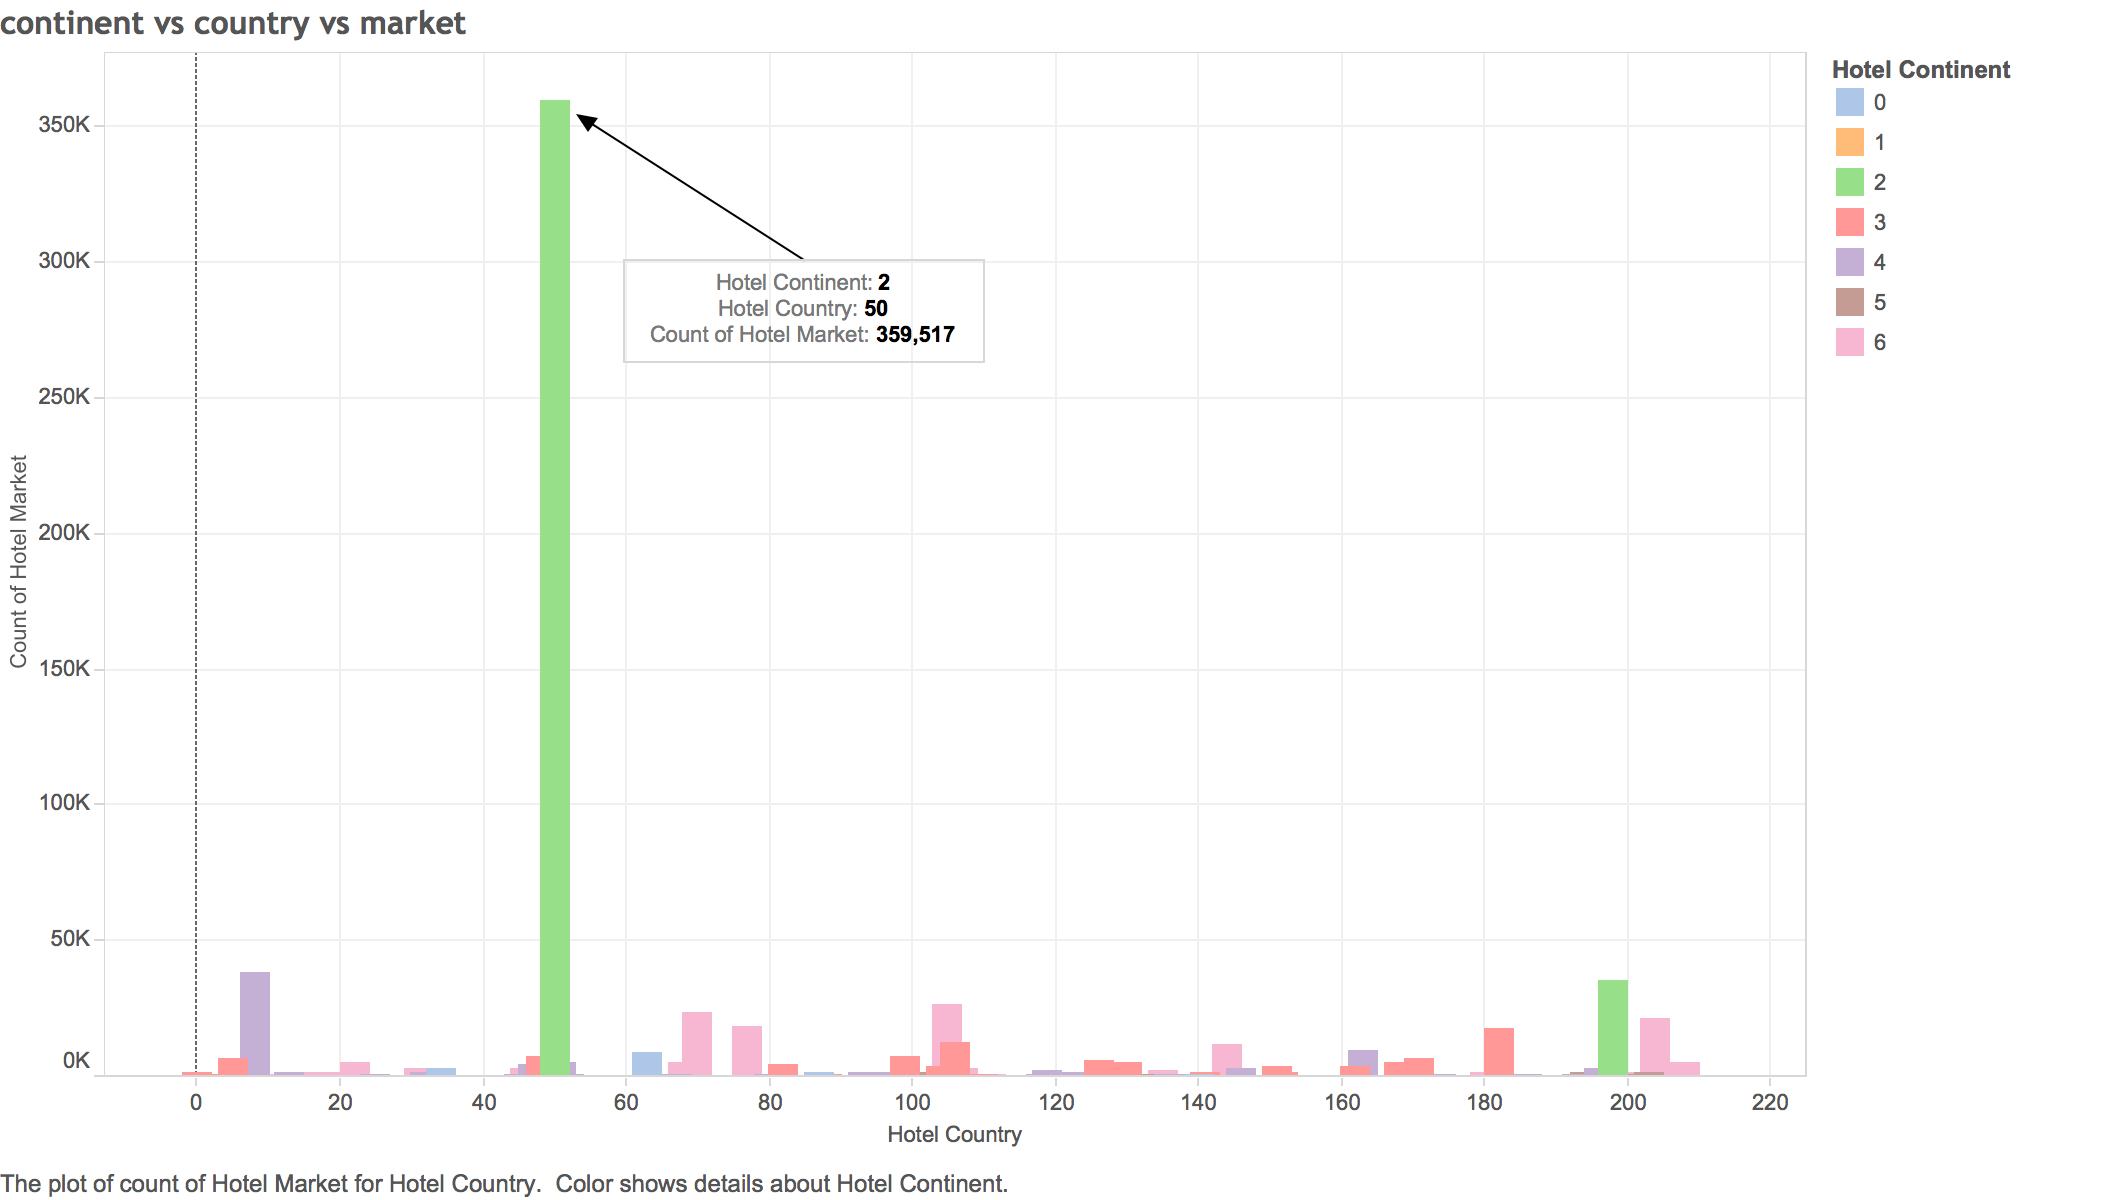 continent vs country vs market
Hotel Continent
0
1
2
3
4
5
6
350K
300K
250K
200K
150K
100K
50K
0K
Count of Hotel Market
Hotel Continent: 2
Hotel Country: 50
Count of Hotel Market: 359,517
0 20 40 60 80 100 120 140 160 180 200 220
Hotel Country
The plot of count of Hotel Market for Hotel Country.  Color shows details about Hotel Continent.